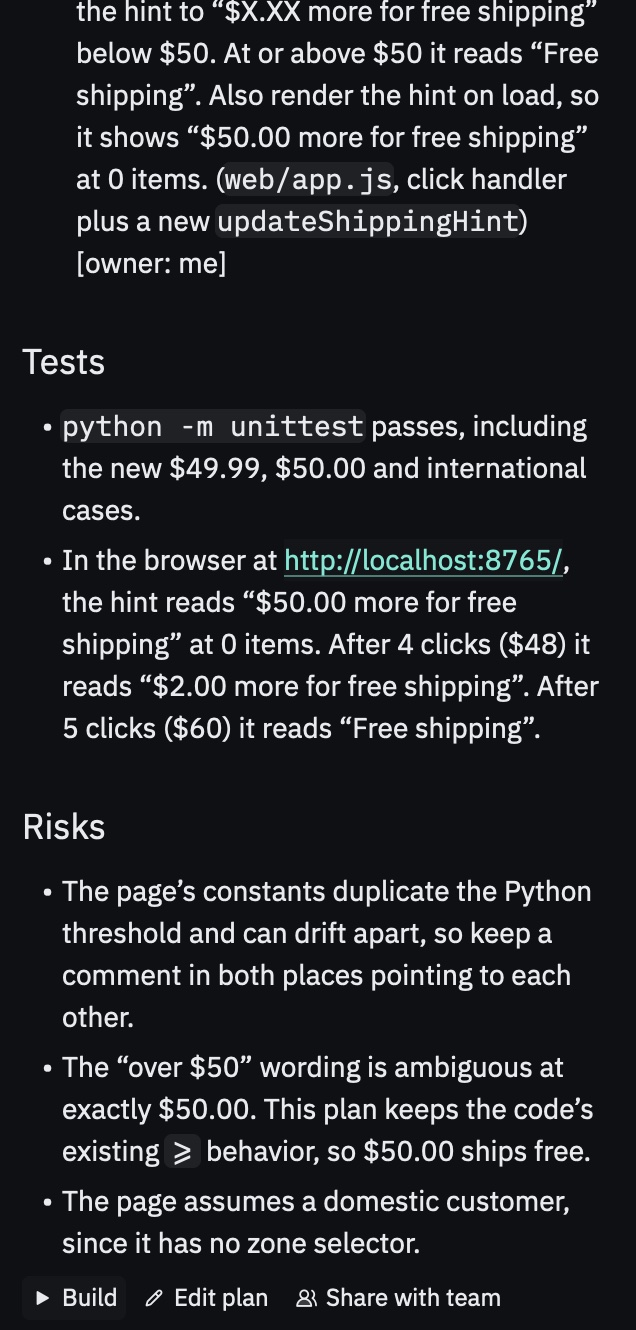 the hint to “$X.XX more for free shipping”
below $50. At or above $50 it reads “Free
shipping”. Also render the hint on load, so
it shows “$50.00 more for free shipping”
at 0 items. (web/app.js, click handler
plus a new updateShippingHint)
[owner: me]
Tests
• python -m unittest passes, including
the new $49.99, $50.00 and international
cases.
• In the browser at http://localhost:8765/,
the hint reads “$50.00 more for free
shipping” at 0 items. After 4 clicks ($48) it
reads “$2.00 more for free shipping”. After
5 clicks ($60) it reads “Free shipping”.
Risks
• The page’s constants duplicate the Python
threshold and can drift apart, so keep a
comment in both places pointing to each
other.
• The “over $50” wording is ambiguous at
exactly $50.00. This plan keeps the code’s
existing ⩾ behavior, so $50.00 ships free.
• The page assumes a domestic customer,
since it has no zone selector.
Build Edit plan Share with team